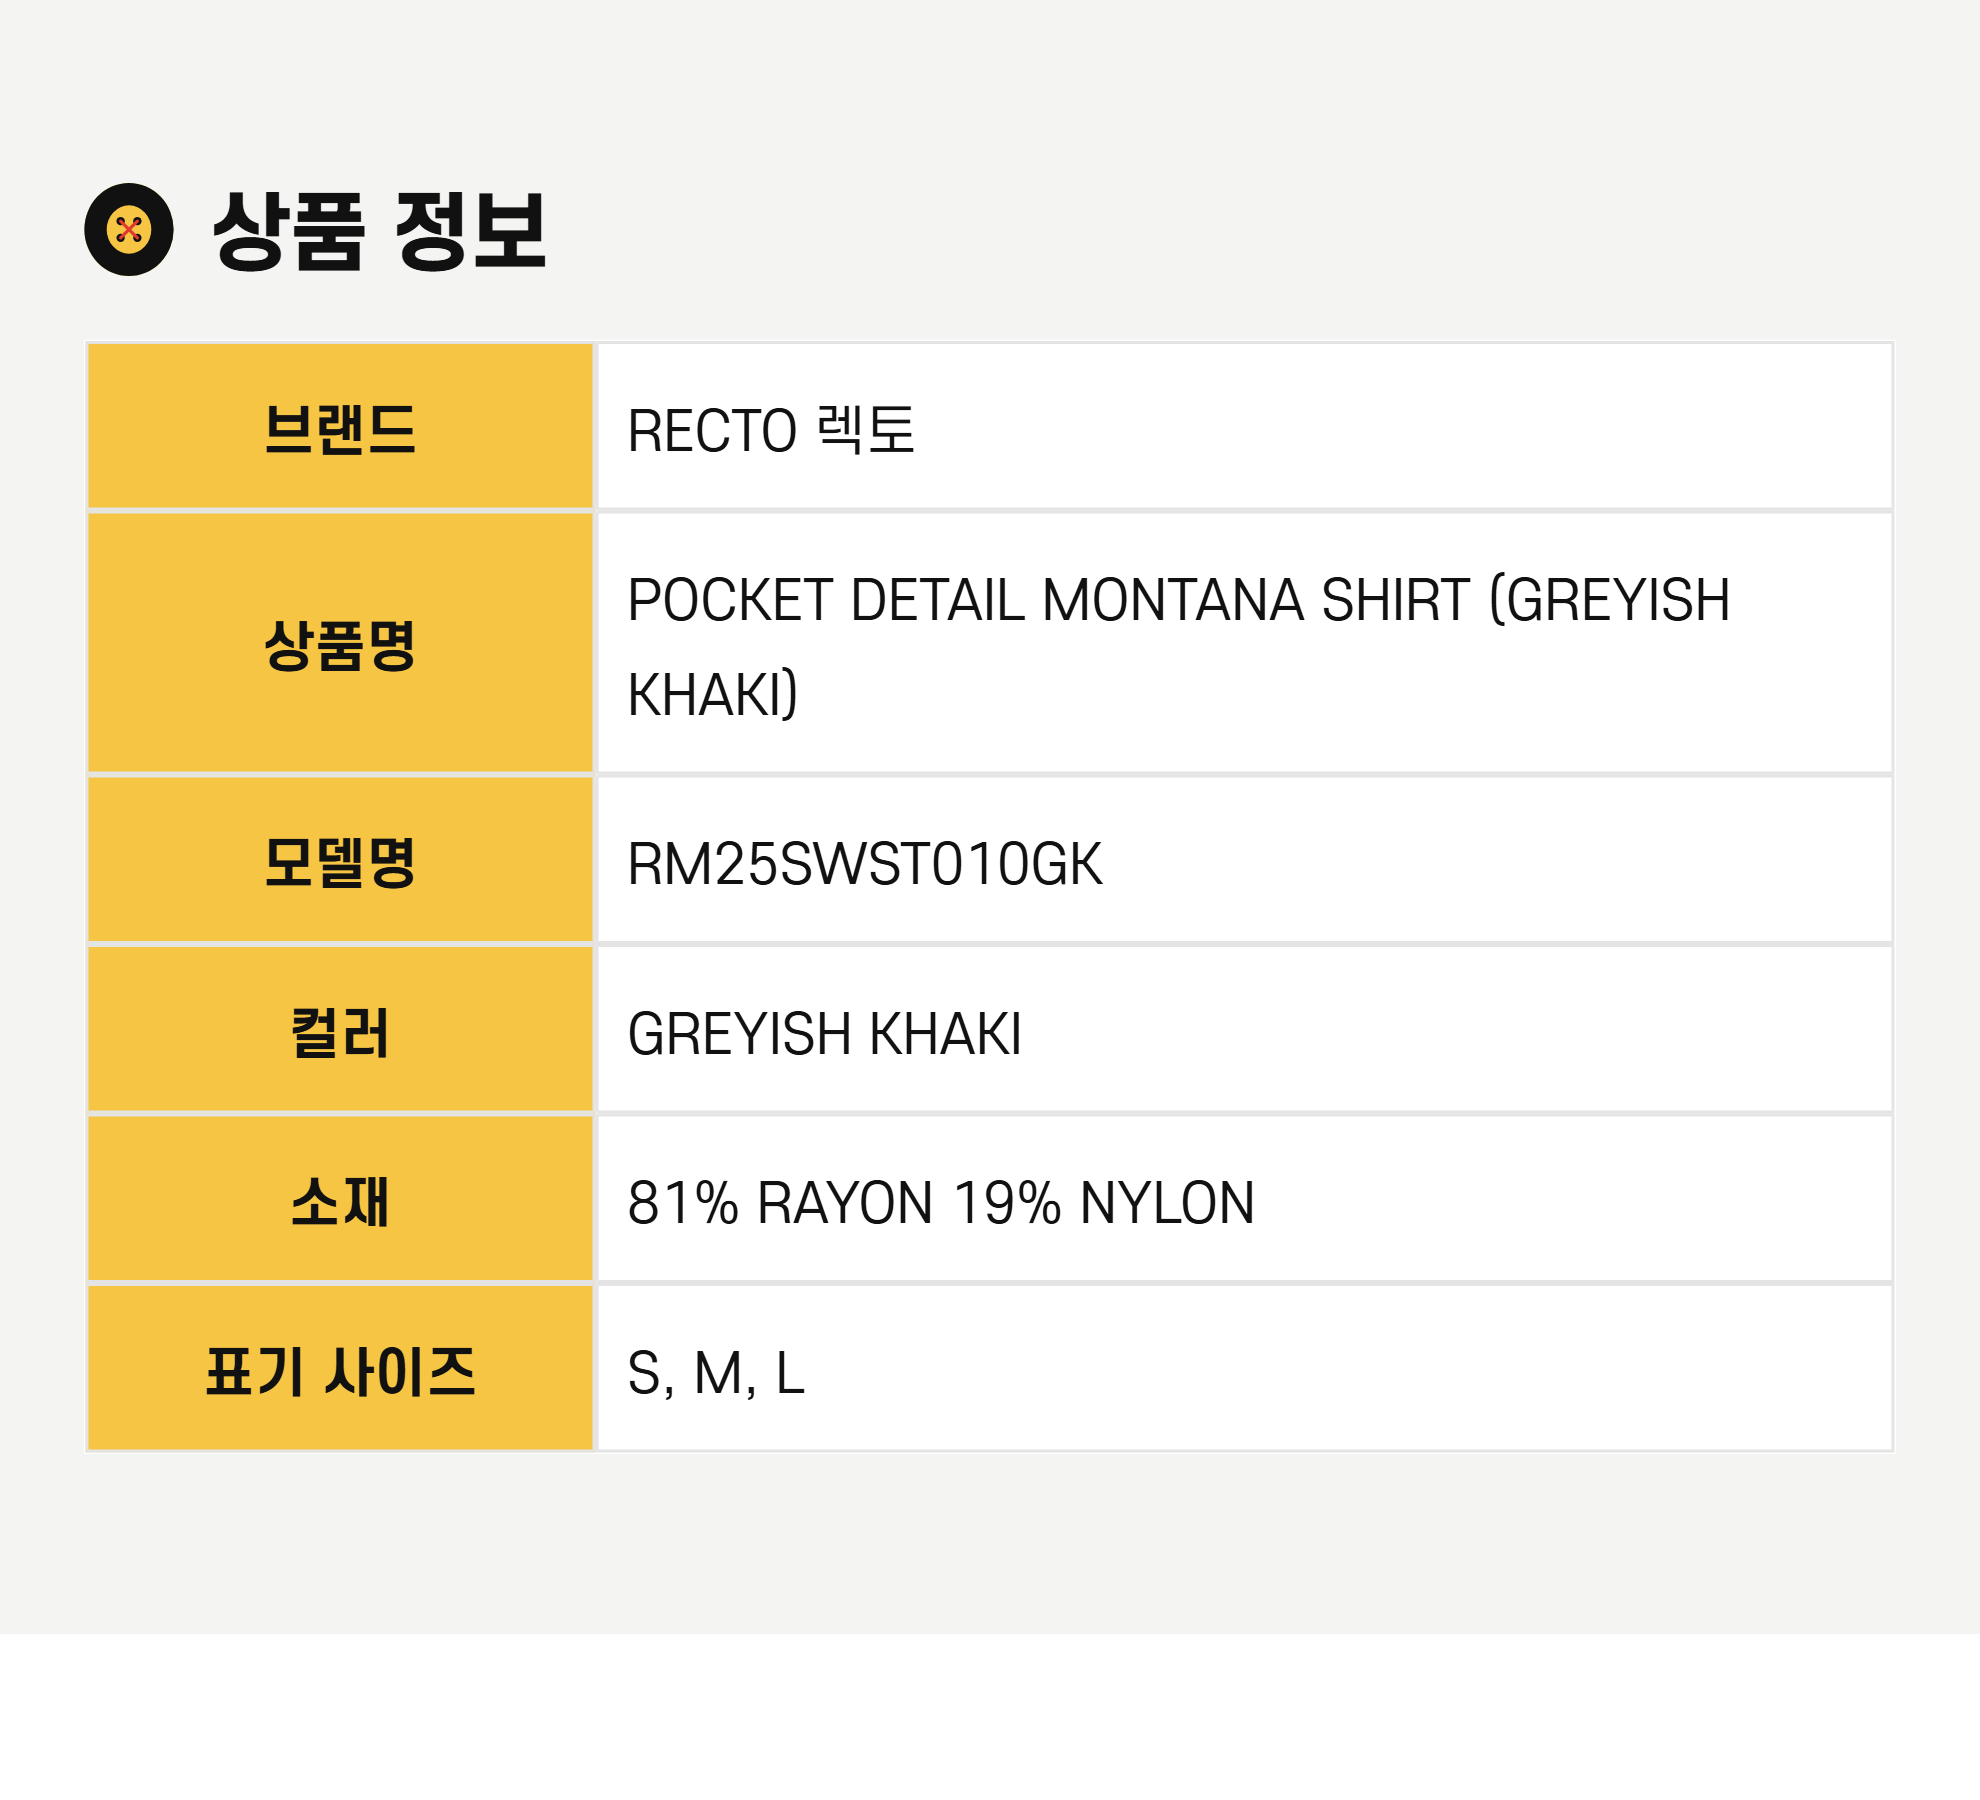 상품 정보
브랜드
RECTO 렉토
상품명
POCKET DETAIL MONTANA SHIRT (GREYISH
KHAKI)
모델명
RM25SWST010GK
컬러
GREYISH KHAKI
소재
81% RAYON 19% NYLON
표기 사이즈
S, M, L